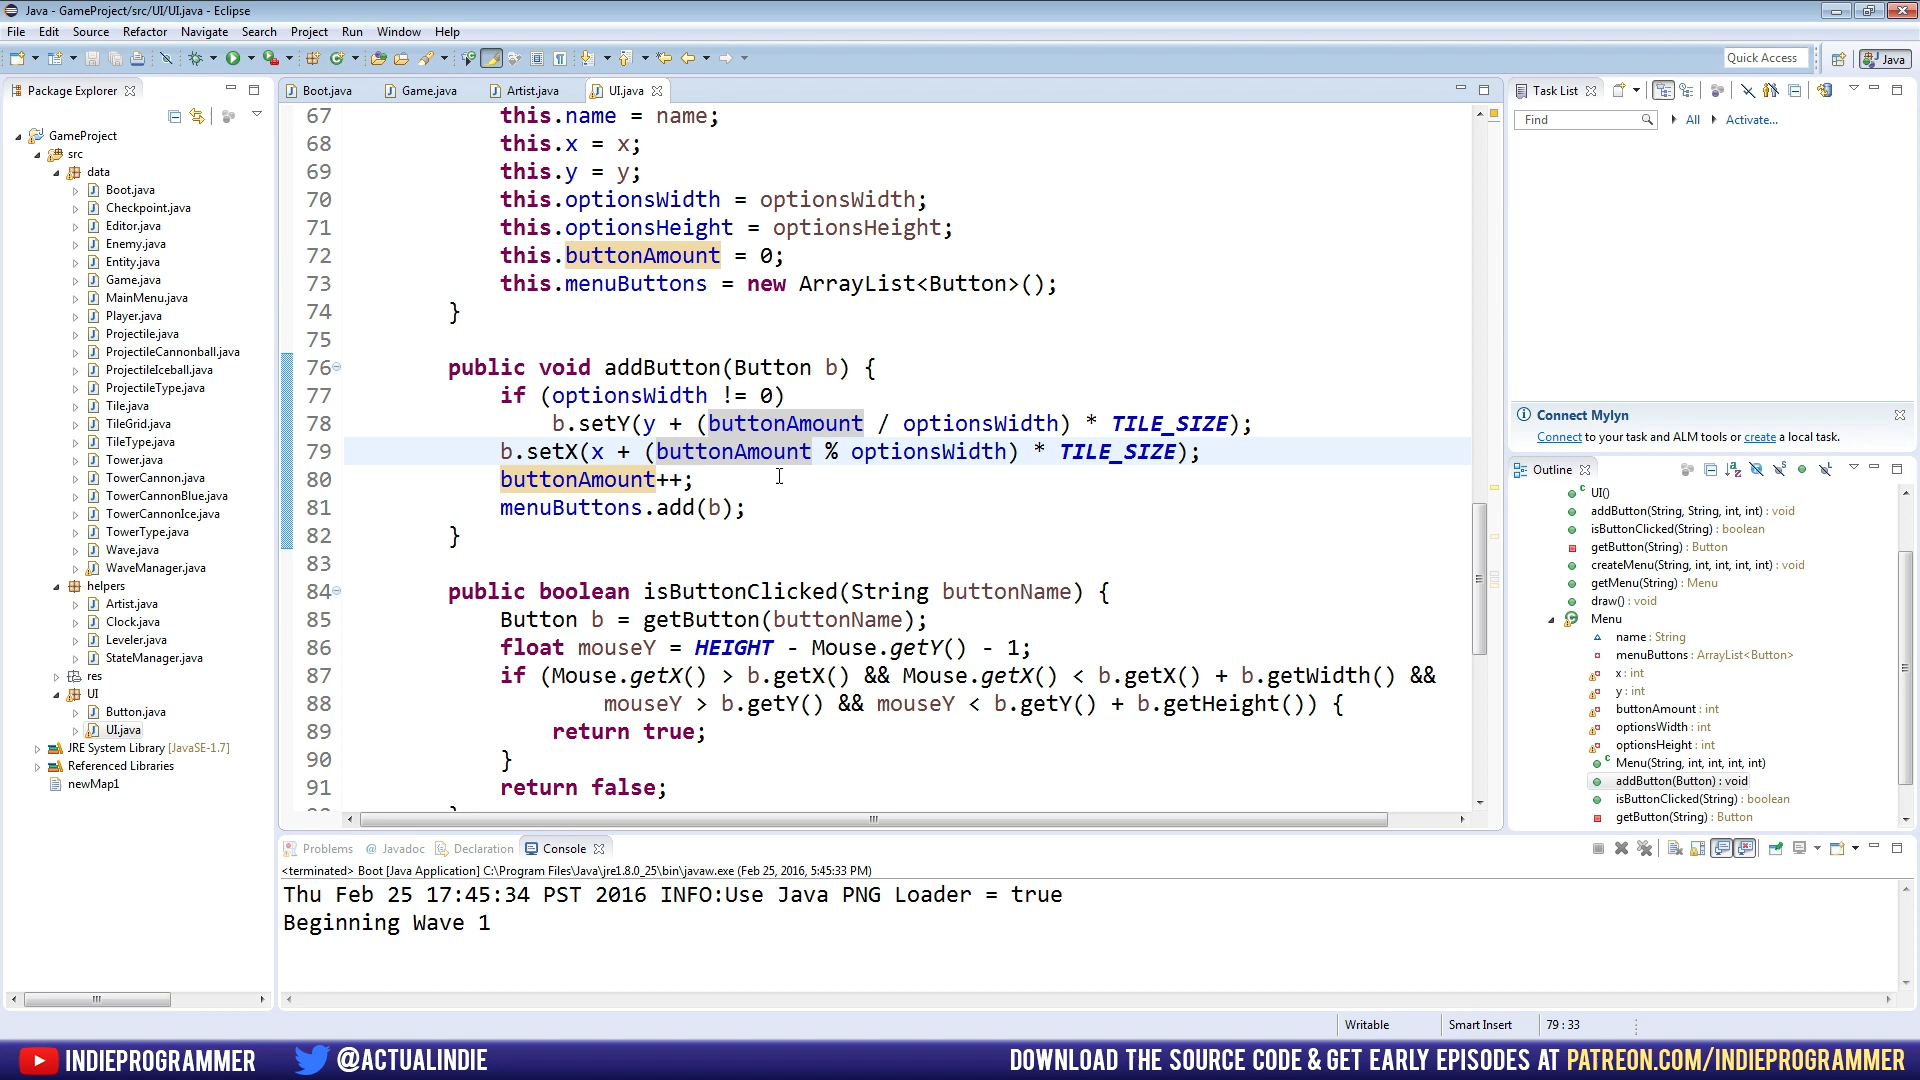 Java - GameProject/src/UI/UI.java - Eclipse
File Edit Source Refactor Navigate Search Project Run Window Help
Quick Access
Java
Package Explorer
GameProject
src
data
Boot.java
Checkpoint.java
Editor.java
Enemy.java
Entity.java
Game.java
MainMenu.java
Player.java
Projectile.java
ProjectileCannonball.java
ProjectileIceball.java
ProjectileType.java
Tile.java
TileGrid.java
TileType.java
Tower.java
TowerCannon.java
TowerCannonBlue.java
TowerCannonIce.java
TowerType.java
Wave.java
WaveManager.java
helpers
Artist.java
Clock.java
Leveler.java
StateManager.java
res
UI
Button.java
UI.java
JRE System Library [JavaSE-1.7]
Referenced Libraries
newMap1
Boot.java Game.java Artist.java UI.java
67 this.name = name;
68 this.x = x;
69 this.y = y;
70 this.optionsWidth = optionsWidth;
71 this.optionsHeight = optionsHeight;
72 this.buttonAmount = 0;
73 this.menuButtons = new ArrayList<Button>();
74 }
75
76 public void addButton(Button b) {
77 if (optionsWidth != 0)
78 b.setY(y + (buttonAmount / optionsWidth) * TILE_SIZE);
79 b.setX(x + (buttonAmount % optionsWidth) * TILE_SIZE);
80 buttonAmount++;
81 menuButtons.add(b);
82 }
83
84 public boolean isButtonClicked(String buttonName) {
85 Button b = getButton(buttonName);
86 float mouseY = HEIGHT - Mouse.getY() - 1;
87 if (Mouse.getX() > b.getX() && Mouse.getX() < b.getX() + b.getWidth() &&
88 mouseY > b.getY() && mouseY < b.getY() + b.getHeight()) {
89 return true;
90 }
91 return false;
Task List
Find
All
Activate...
Connect Mylyn
Connect to your task and ALM tools or create a local task.
Outline
UI()
addButton(String, String, int, int) : void
isButtonClicked(String) : boolean
getButton(String) : Button
createMenu(String, int, int, int, int) : void
getMenu(String) : Menu
draw() : void
Menu
name : String
menuButtons : ArrayList<Button>
x : int
y : int
buttonAmount : int
optionsWidth : int
optionsHeight : int
Menu(String, int, int, int, int)
addButton(Button) : void
isButtonClicked(String) : boolean
getButton(String) : Button
Problems @ Javadoc Declaration Console
<terminated> Boot [Java Application] C:\Program Files\Java\jre1.8.0_25\bin\javaw.exe (Feb 25, 2016, 5:45:33 PM)
Thu Feb 25 17:45:34 PST 2016 INFO:Use Java PNG Loader = true
Beginning Wave 1
Writable Smart Insert 79 : 33
INDIEPROGRAMMER @ACTUALINDIE DOWNLOAD THE SOURCE CODE & GET EARLY EPISODES AT PATREON.COM/INDIEPROGRAMMER